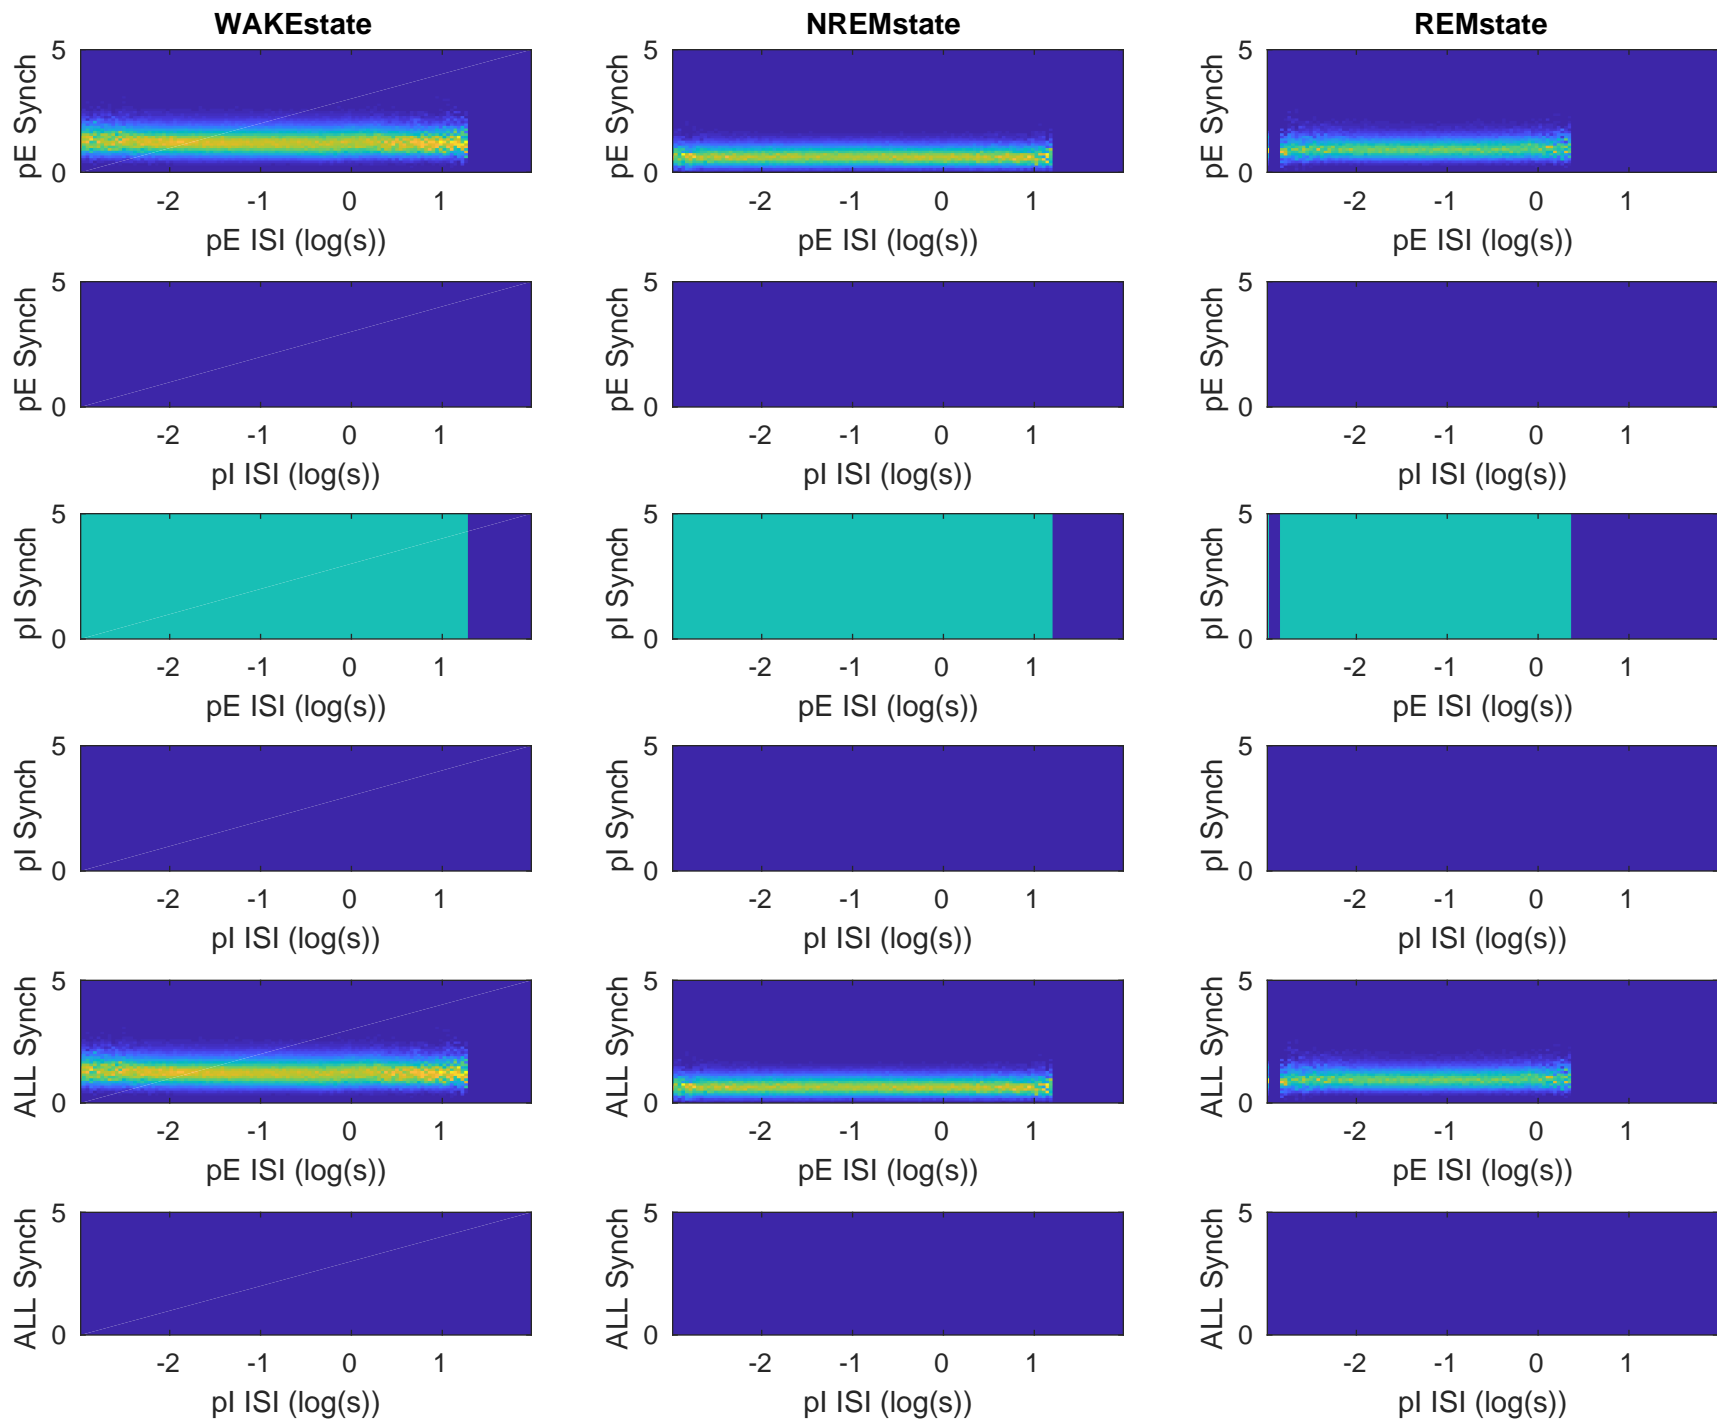 WAKEstate NREMstate REMstate
5 5 5
pE Synch pE Synch pE Synch
0 0 0
-2 -1 0 1 -2 -1 0 1 -2 -1 0 1
pE ISI (log(s)) pE ISI (log(s)) pE ISI (log(s))
5 5 5
pE Synch pE Synch pE Synch
0 0 0
-2 -1 0 1 -2 -1 0 1 -2 -1 0 1
pI ISI (log(s)) pI ISI (log(s)) pI ISI (log(s))
5 5 5
pI Synch pI Synch pI Synch
0 0 0
-2 -1 0 1 -2 -1 0 1 -2 -1 0 1
pE ISI (log(s)) pE ISI (log(s)) pE ISI (log(s))
5 5 5
pI Synch pI Synch pI Synch
0 0 0
-2 -1 0 1 -2 -1 0 1 -2 -1 0 1
pI ISI (log(s)) pI ISI (log(s)) pI ISI (log(s))
5 5 5
ALL Synch ALL Synch ALL Synch
0 0 0
-2 -1 0 1 -2 -1 0 1 -2 -1 0 1
pE ISI (log(s)) pE ISI (log(s)) pE ISI (log(s))
5 5 5
ALL Synch ALL Synch ALL Synch
0 0 0
-2 -1 0 1 -2 -1 0 1 -2 -1 0 1
pI ISI (log(s)) pI ISI (log(s)) pI ISI (log(s))